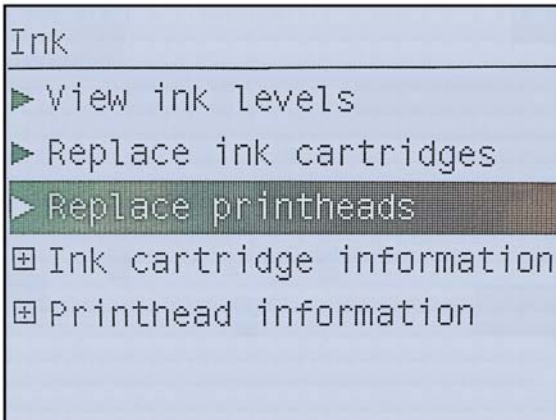 Ink
View ink levels
Replace ink cartridges
Replace printheads
Ink cartridge information
Printhead information